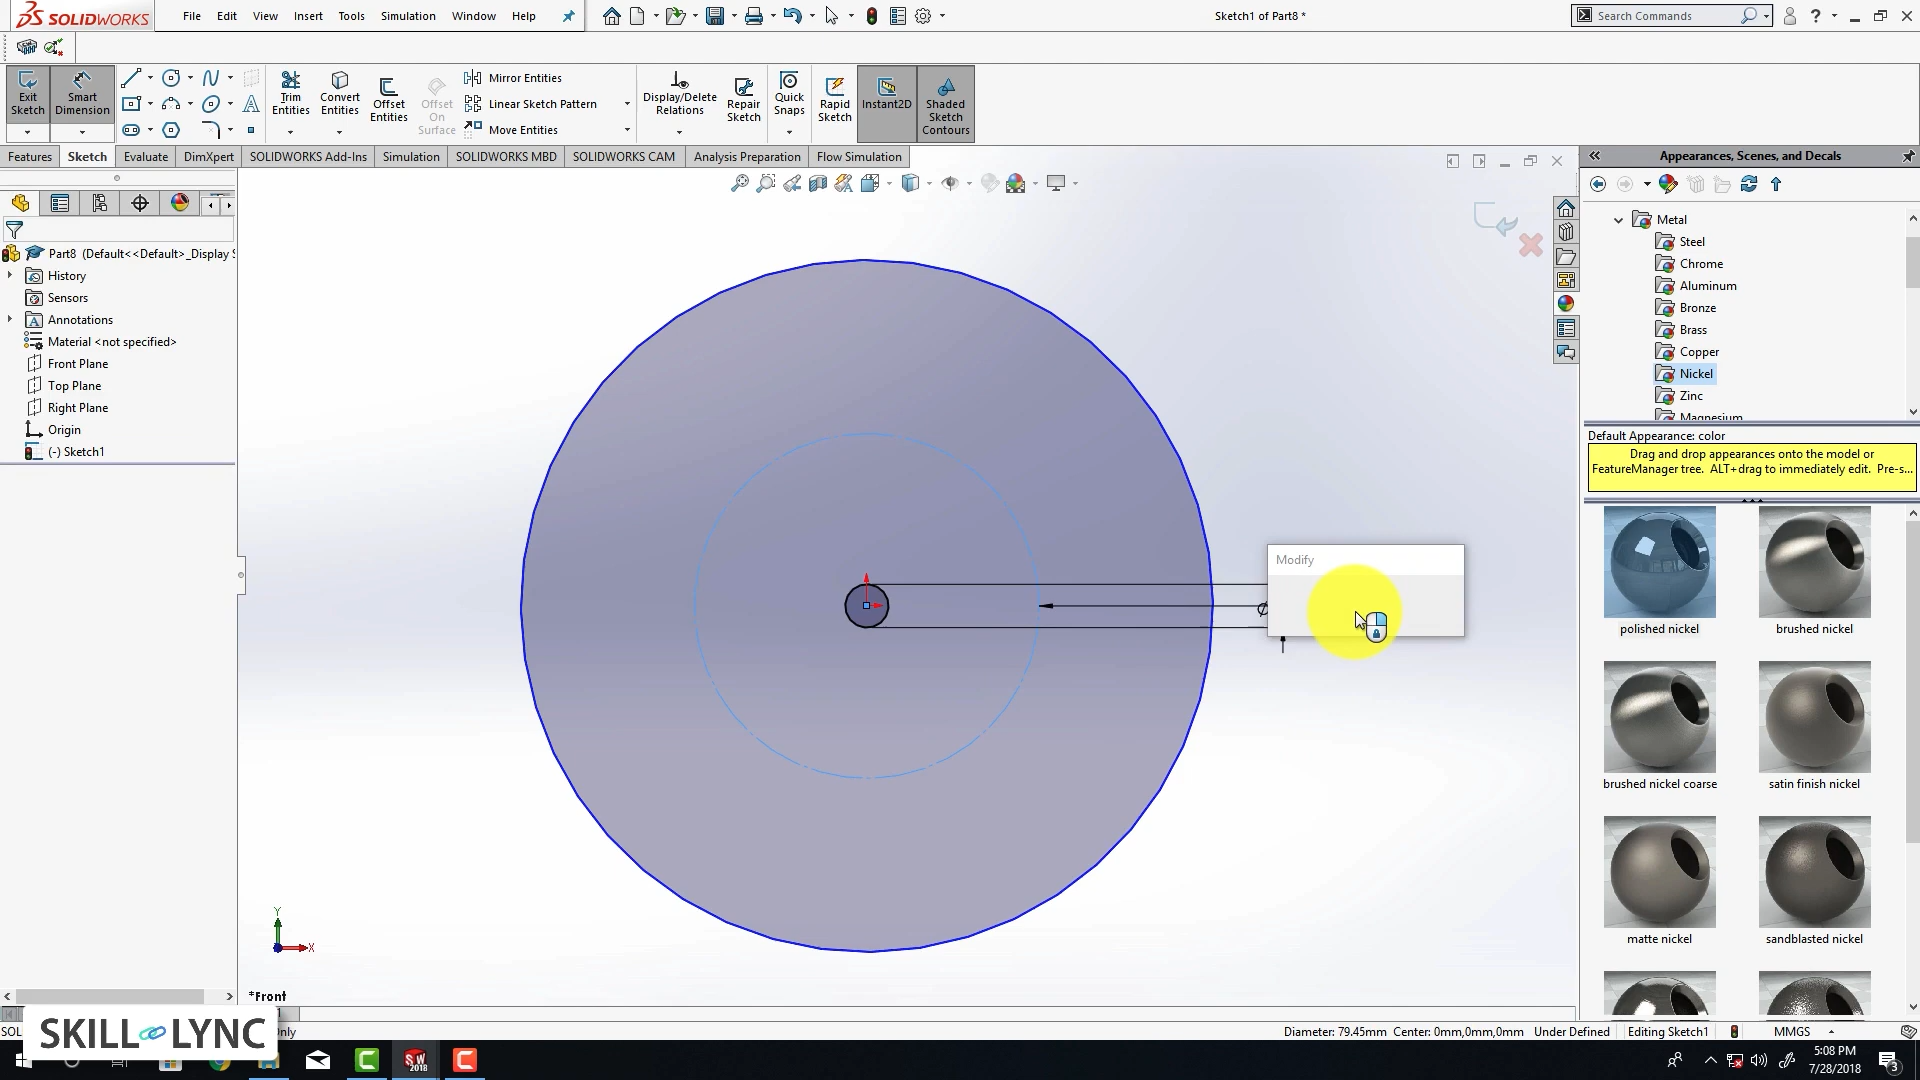 SOLIDWORKS
File Edit View Insert Tools Simulation Window Help
Sketch1 of Part8 *
Search Commands
Exit Sketch
Smart Dimension
Trim Entities
Convert Entities
Offset Entities
Offset On Surface
Mirror Entities
Linear Sketch Pattern
Move Entities
Display/Delete Relations
Repair Sketch
Quick Snaps
Rapid Sketch
Instant2D
Shaded Sketch Contours
Features Sketch Evaluate DimXpert SOLIDWORKS Add-Ins Simulation SOLIDWORKS MBD SOLIDWORKS CAM Analysis Preparation Flow Simulation
Part8 (Default<<Default>_Display S
History
Sensors
Annotations
Material <not specified>
Front Plane
Top Plane
Right Plane
Origin
(-) Sketch1
Modify
Ø
Y
X
*Front
Appearances, Scenes, and Decals
Metal
Steel
Chrome
Aluminum
Bronze
Brass
Copper
Nickel
Zinc
Magnesium
Default Appearance: color
Drag and drop appearances onto the model or
FeatureManager tree. ALT+drag to immediately edit. Pre-s...
polished nickel
brushed nickel
brushed nickel coarse
satin finish nickel
matte nickel
sandblasted nickel
SOL
Only
SKILL LYNC
Diameter: 79.45mm Center: 0mm,0mm,0mm Under Defined Editing Sketch1 MMGS
SW
2018
5:08 PM
7/28/2018
3